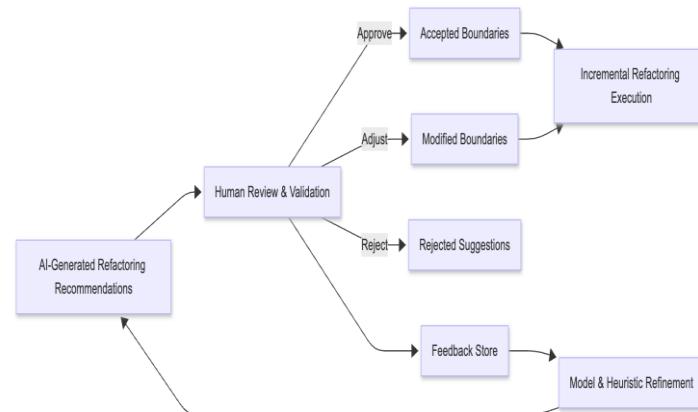 Approve
Accepted Boundaries
Incremental Refactoring
Execution
Adjust
Modified Boundaries
Human Review & Validation
Reject
Rejected Suggestions
AI-Generated Refactoring
Recommendations
Feedback Store
Model & Heuristic Refinement